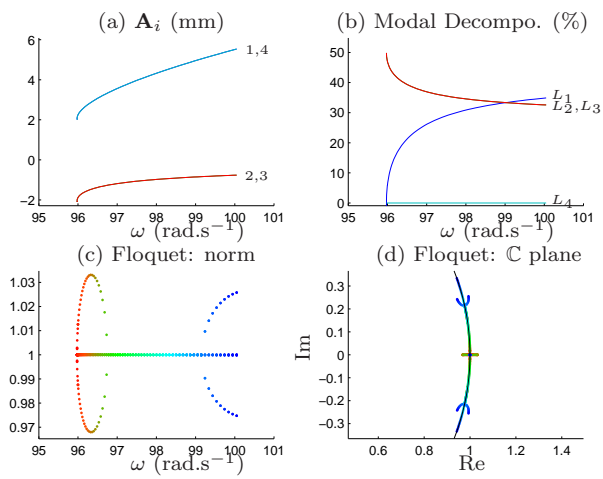 (a) A_i (mm)
6
4
2
0
−2
1,4
2,3
95 96 97 98 99 100 101
ω (rad.s⁻¹)
(b) Modal Decompo. (%)
50
40
30
20
10
0
L_1
L_2,L_3
L_4
95 96 97 98 99 100 101
ω (rad.s⁻¹)
(c) Floquet: norm
1.03
1.02
1.01
1
0.99
0.98
0.97
95 96 97 98 99 100 101
ω (rad.s⁻¹)
(d) Floquet: ℂ plane
Im
0.3
0.2
0.1
0
−0.1
−0.2
−0.3
0.6 0.8 1 1.2 1.4
Re